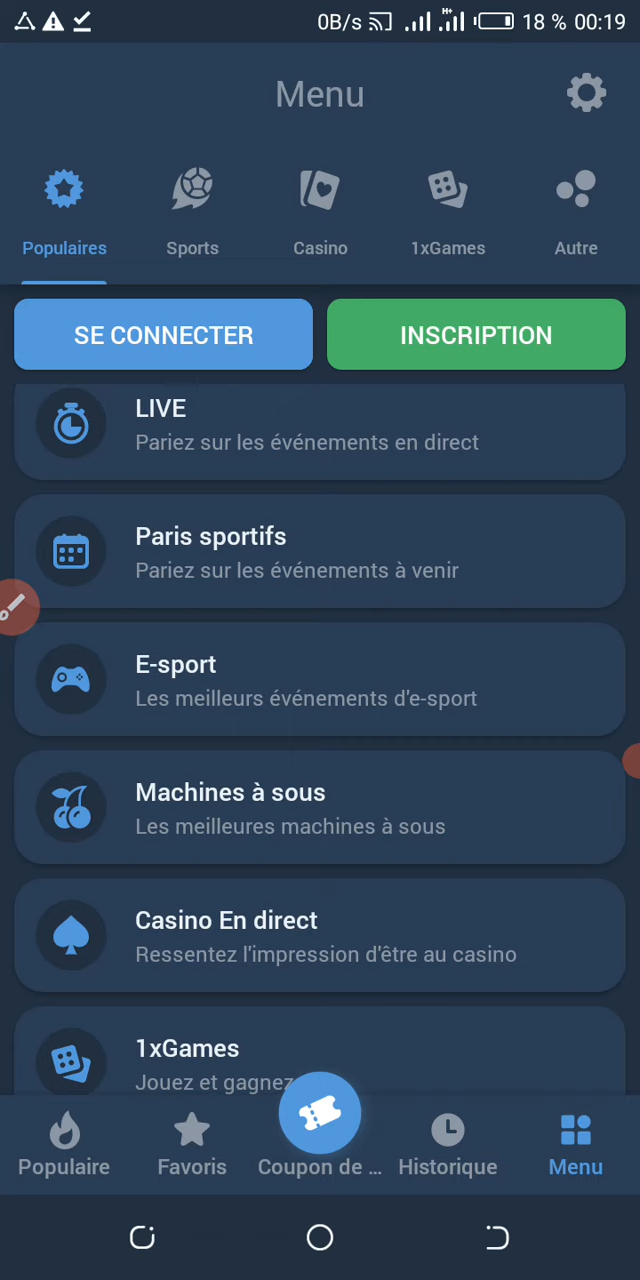 0B/s H+ 18 % 00:19
Menu
Populaires Sports Casino 1xGames Autre
SE CONNECTER INSCRIPTION
LIVE
Pariez sur les événements en direct
Paris sportifs
Pariez sur les événements à venir
E-sport
Les meilleurs événements d'e-sport
Machines à sous
Les meilleures machines à sous
Casino En direct
Ressentez l'impression d'être au casino
1xGames
Jouez et gagnez
Populaire Favoris Coupon de ... Historique Menu